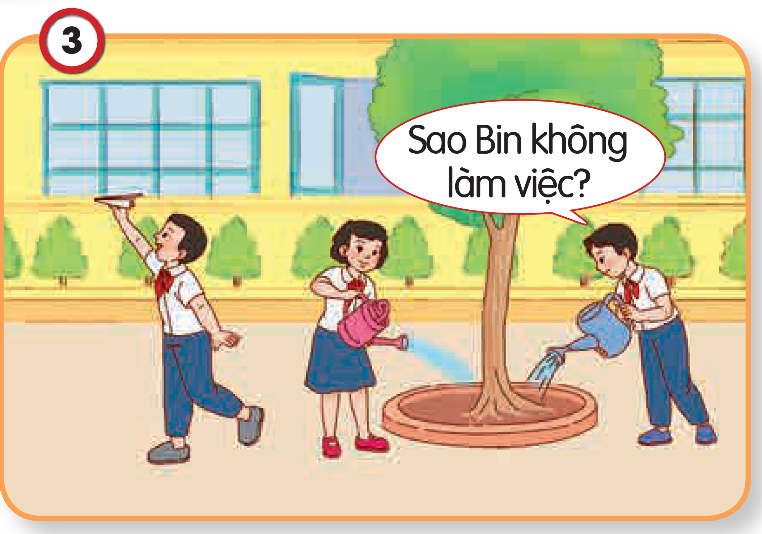 3
Sao Bin không
làm việc?